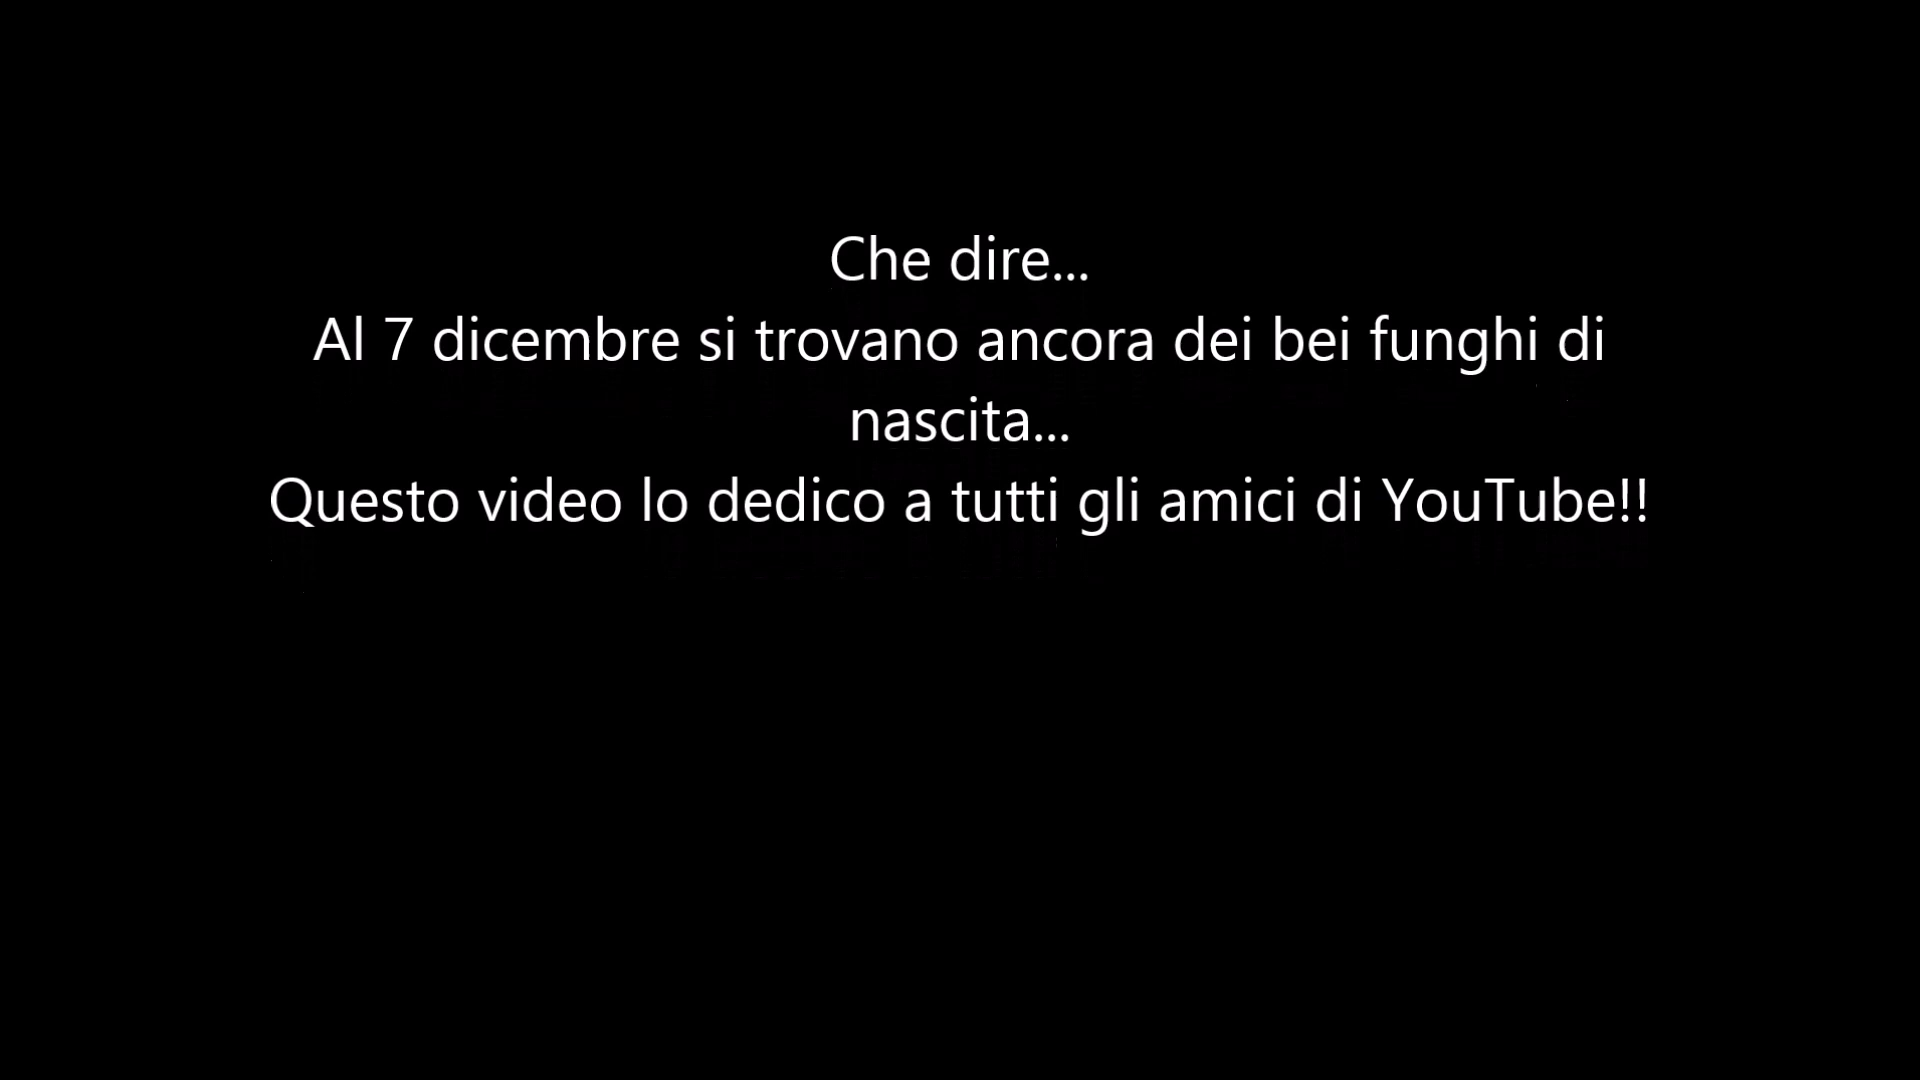 Che dire...
Al 7 dicembre si trovano ancora dei bei funghi di
nascita...
Questo video lo dedico a tutti gli amici di YouTube!!